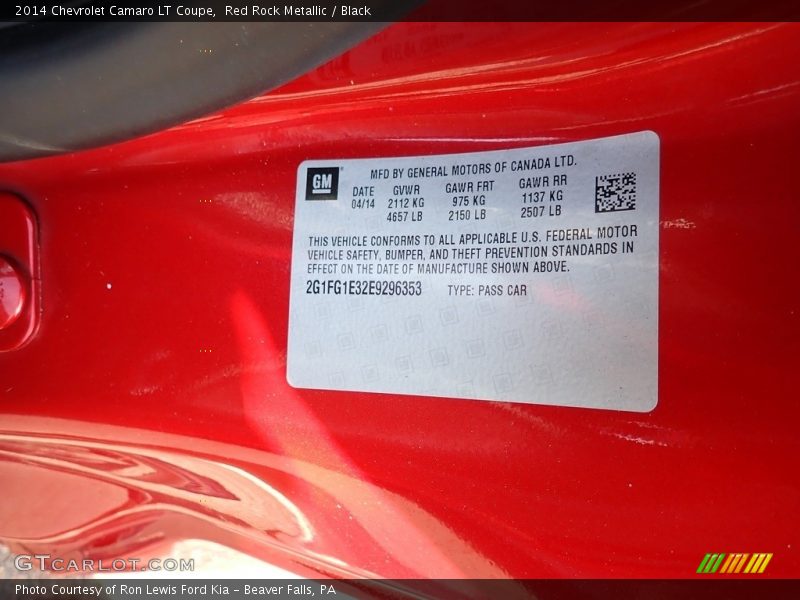 2014 Chevrolet Camaro LT Coupe,  Red Rock Metallic / Black
GM
MFD BY GENERAL MOTORS OF CANADA LTD.
DATE GVWR GAWR FRT GAWR RR
04/14 2112 KG 975 KG 1137 KG
4657 LB 2150 LB 2507 LB
THIS VEHICLE CONFORMS TO ALL APPLICABLE U.S. FEDERAL MOTOR
VEHICLE SAFETY, BUMPER, AND THEFT PREVENTION STANDARDS IN
EFFECT ON THE DATE OF MANUFACTURE SHOWN ABOVE.
2G1FG1E32E9296353 TYPE: PASS CAR
GTCARLOT.COM
Photo Courtesy of Ron Lewis Ford Kia - Beaver Falls, PA